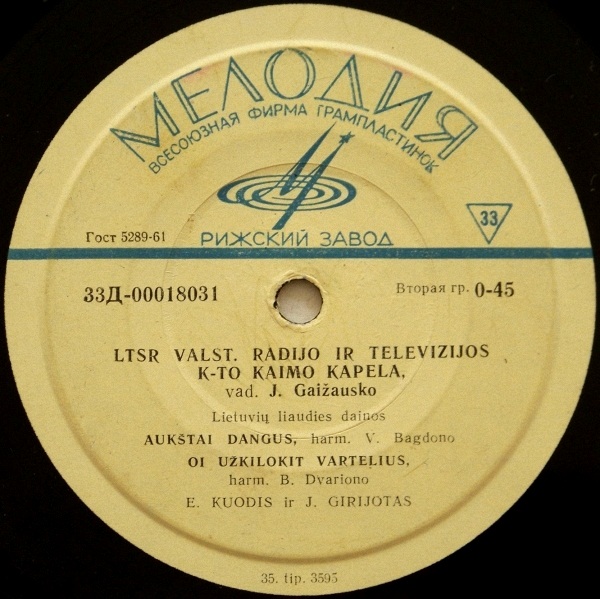 МЕЛОДИЯ
ВСЕСОЮЗНАЯ ФИРМА ГРАМПЛАСТИНОК
33
Гост 5289-61
РИЖСКИЙ ЗАВОД
33Д-00018031
Вторая гр. 0-45
LTSR VALST. RADIJO IR TELEVIZIJOS
K-TO KAIMO KAPELA,
vad. J. Gaižausko
Lietuvių liaudies dainos
AUKŠTAI DANGUS, harm. V. Bagdono
OI UŽKILOKIT VARTELIUS,
harm. B. Dvariono
E. KUODIS ir J. GIRIJOTAS
35. tip. 3595